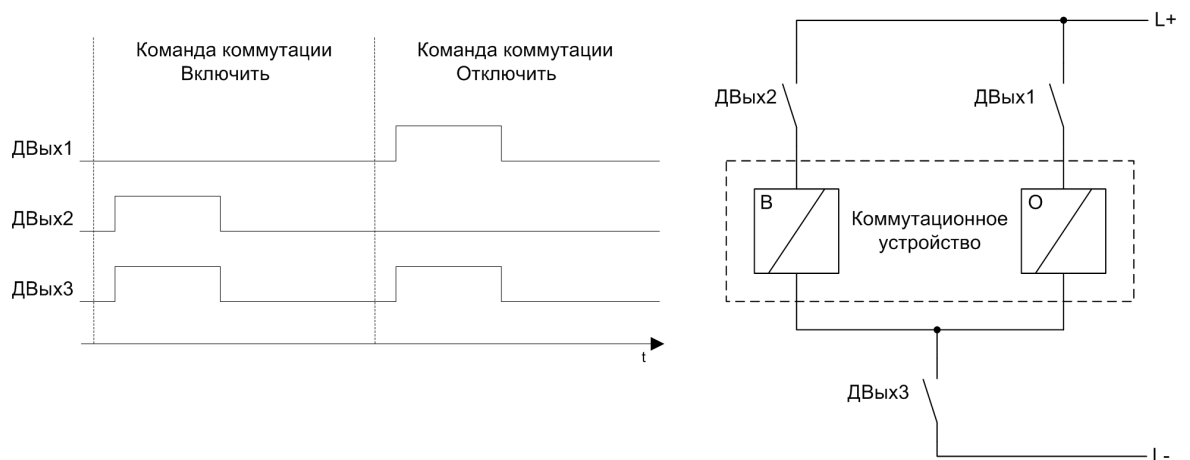 Команда коммутации
Включить
Команда коммутации
Отключить
ДВых1
ДВых2
ДВых3
t
L+
ДВых2
ДВых1
В
О
Коммутационное
устройство
ДВых3
L-